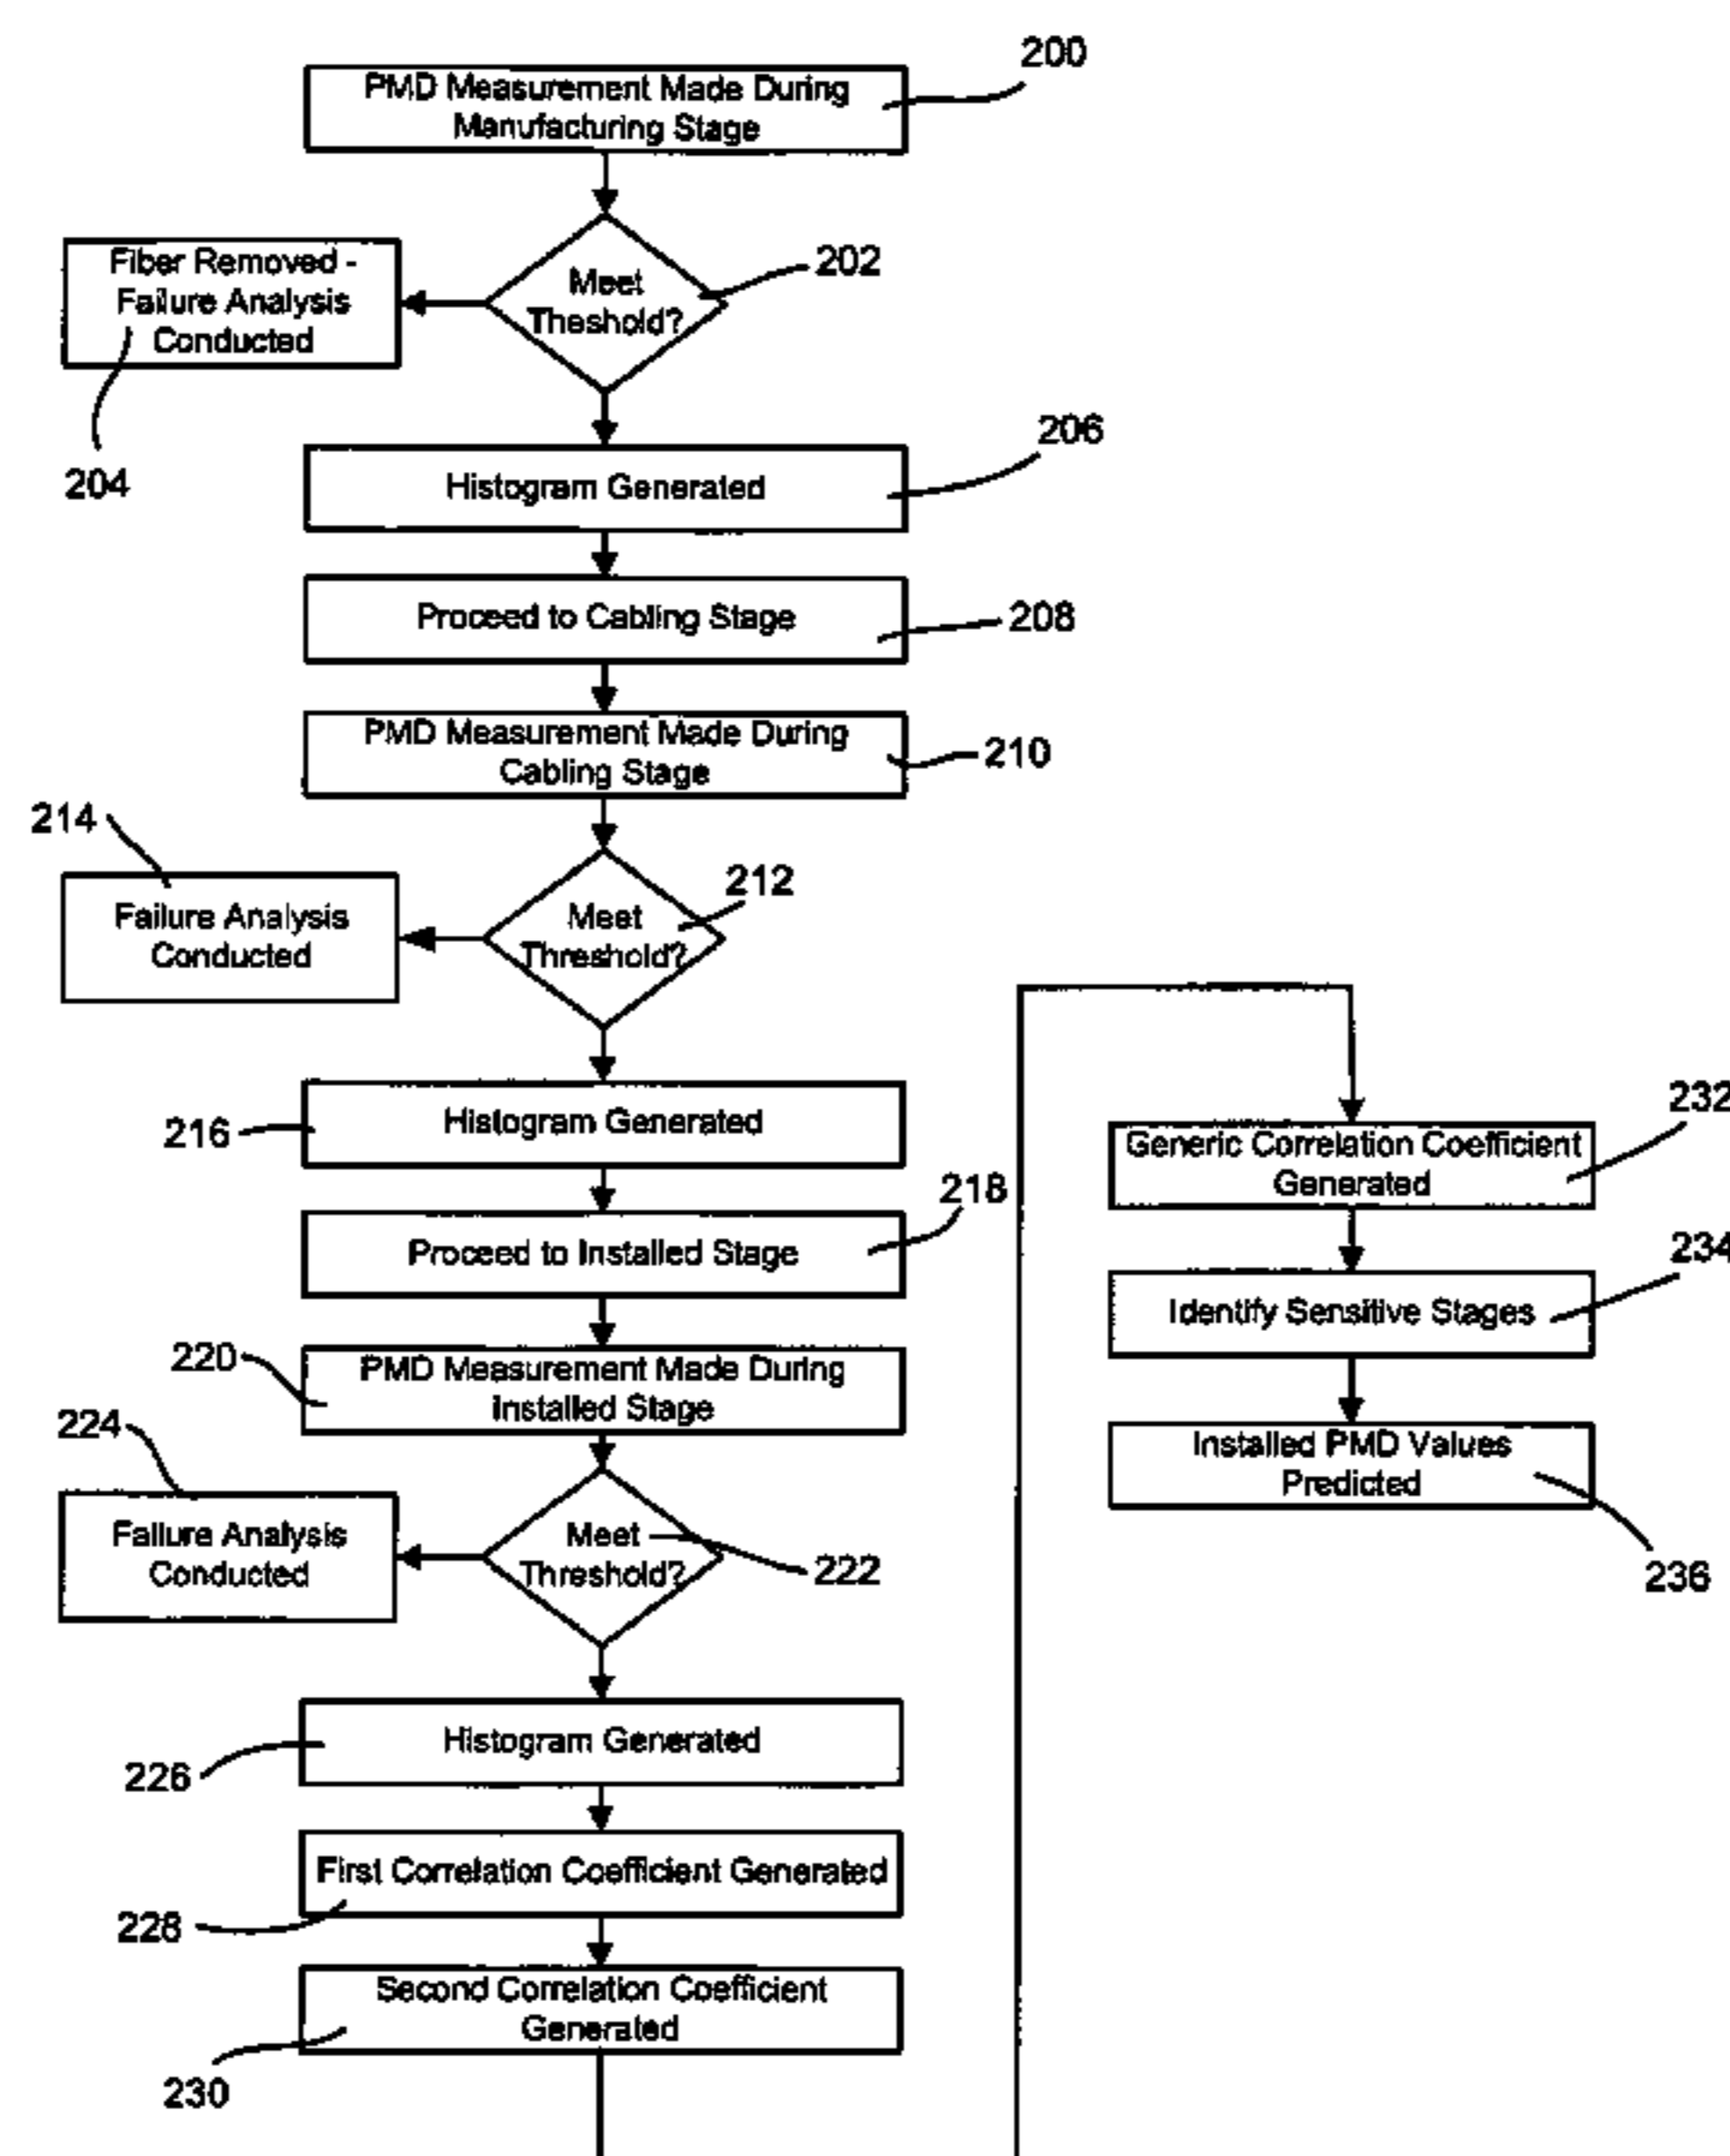 200
PMD Measurement Made During
Manufacturing Stage
202
Meet
Theshold?
Fiber Removed -
Failure Analysis
Conducted
204
206
Histogram Generated
Proceed to Cabling Stage
208
PMD Measurement Made During
Cabling Stage
210
214
212
Failure Analysis
Conducted
Meet
Threshold?
216
Histogram Generated
218
Proceed to Installed Stage
220
PMD Measurement Made During
Installed Stage
224
Failure Analysis
Conducted
Meet
Threshold?
222
Histogram Generated
226
First Correlation Coefficient Generated
228
Second Correlation Coefficient
Generated
230
232
Generic Correlation Coefficient
Generated
234
Identify Sensitive Stages
Installed PMD Values
Predicted
236